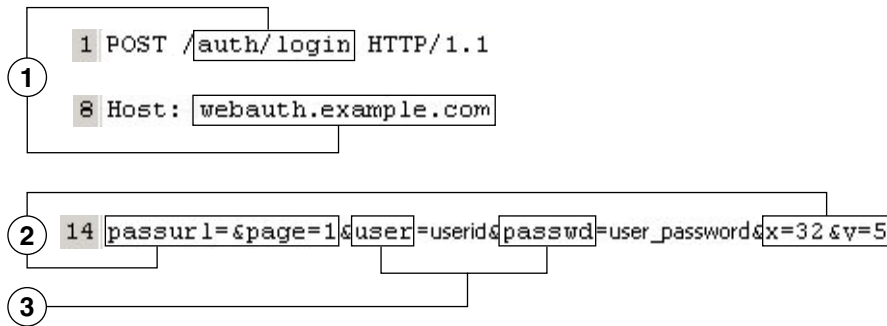 1 POST /auth/login HTTP/1.1
1
8 Host: webauth.example.com
2 14 passurl=&page=1&user=userid&passwd=user_password&x=32&y=5
3